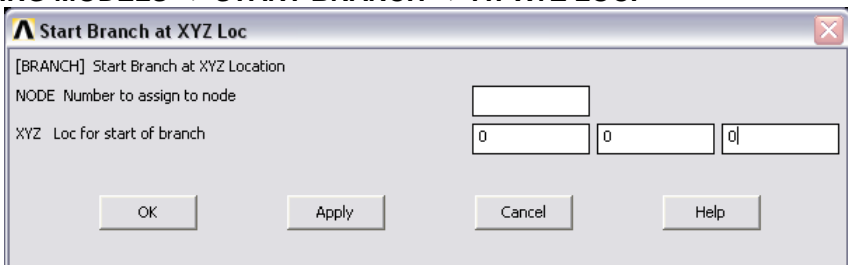 Start Branch at XYZ Loc
[BRANCH] Start Branch at XYZ Location
NODE Number to assign to node
XYZ Loc for start of branch 0 0 0
OK Apply Cancel Help